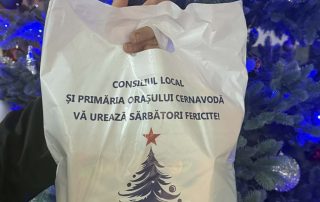 CONSILIUL LOCAL
ȘI PRIMĂRIA ORAȘULUI CERNAVODĂ
VĂ UREAZĂ SĂRBĂTORI FERICITE!